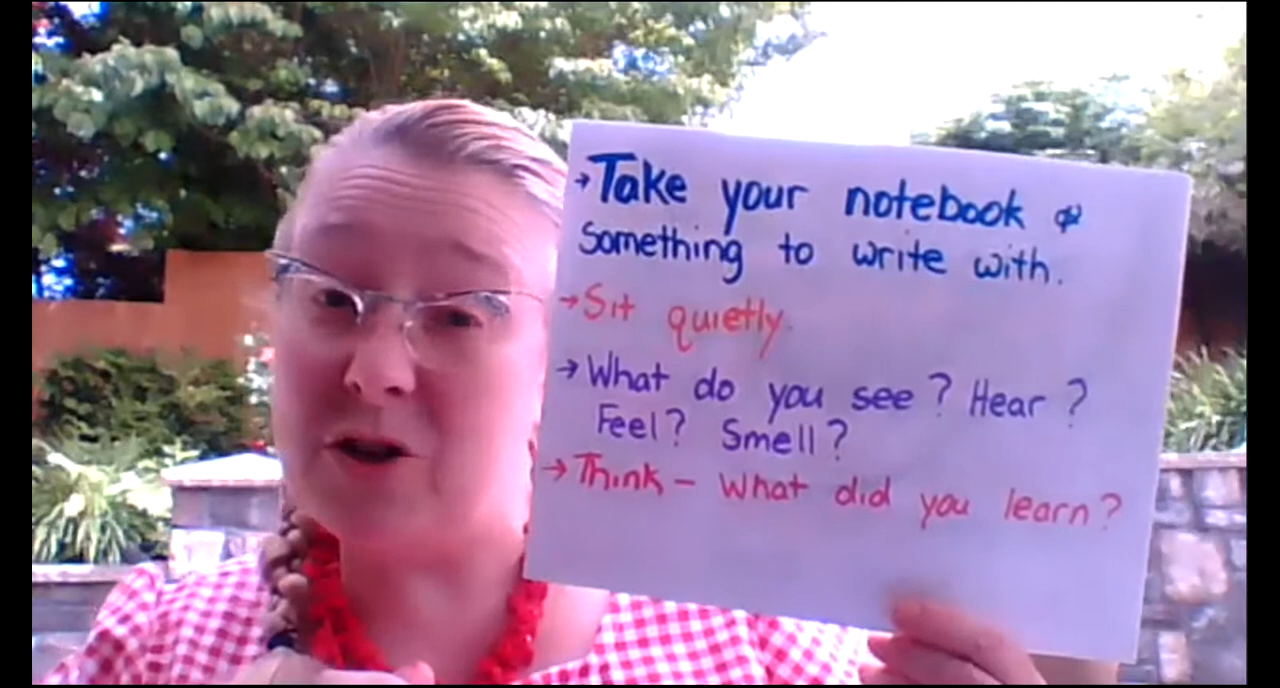 →Take your notebook &
something to write with.
→Sit quietly.
→What do you see? Hear?
Feel? Smell?
→Think - What did you learn?